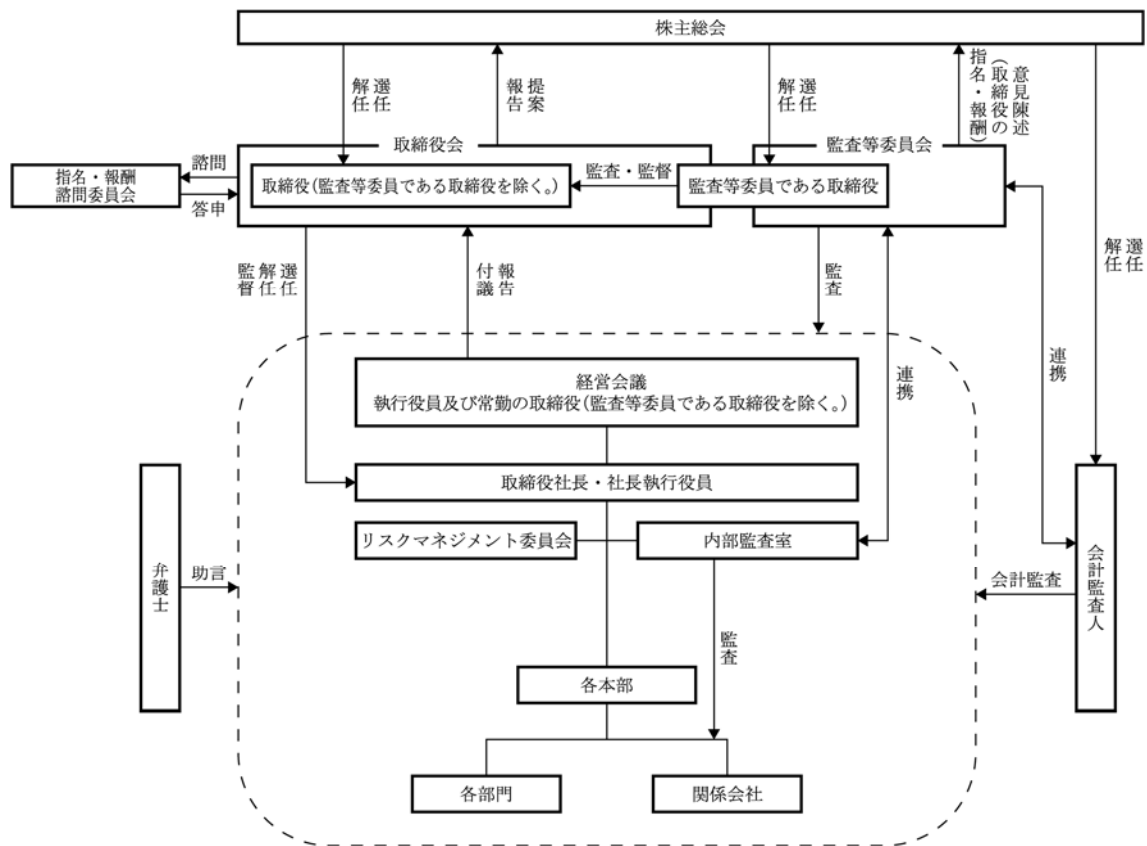 株主総会
選任
解任
提案
報告
選任
解任
意見陳述
(取締役の
指名・報酬)
取締役会
監査等委員会
指名・報酬
諮問委員会
諮問
答申
取締役(監査等委員である取締役を除く。)
監査・監督
監査等委員である取締役
選任
解任
選任
解任
監督
報告
付議
監査
連携
連携
経営会議
執行役員及び常勤の取締役(監査等委員である取締役を除く。)
取締役社長・社長執行役員
リスクマネジメント委員会
内部監査室
弁護士
助言
会計監査
会計監査人
監査
各本部
各部門
関係会社